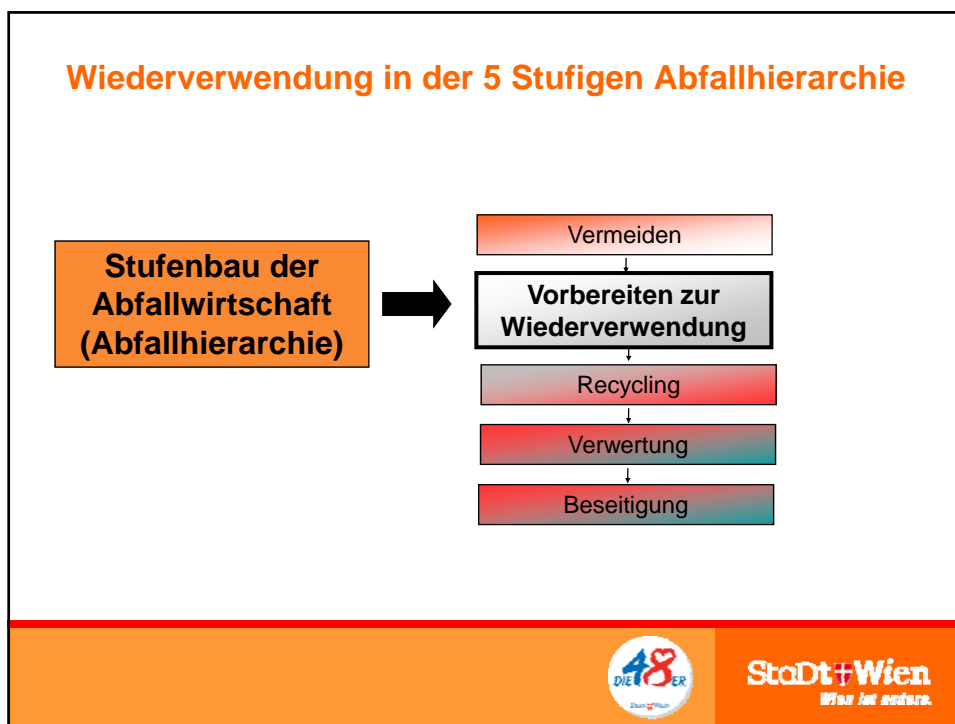 Wiederverwendung in der 5 Stufigen Abfallhierarchie
Stufenbau der
Abfallwirtschaft
(Abfallhierarchie)
Vermeiden
Vorbereiten zur
Wiederverwendung
Recycling
Verwertung
Beseitigung
DIE 48ER
StaDt Wien
Wien ist anders.